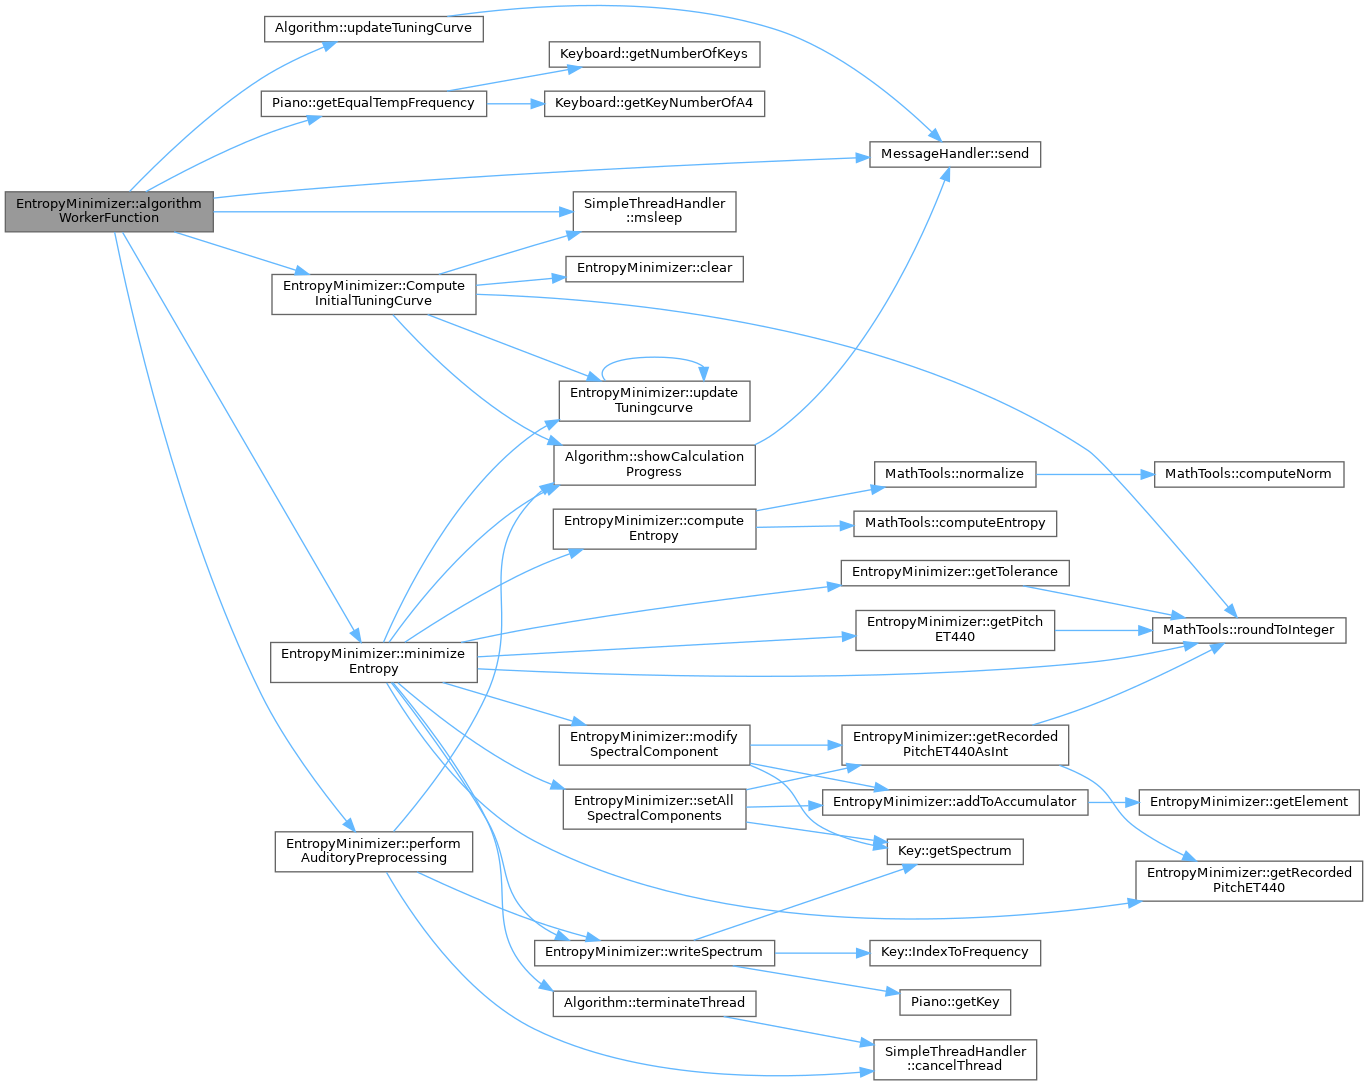 Algorithm::updateTuningCurve
Keyboard::getNumberOfKeys
Piano::getEqualTempFrequency
Keyboard::getKeyNumberOfA4
MessageHandler::send
EntropyMinimizer::algorithm
WorkerFunction
SimpleThreadHandler
::msleep
EntropyMinimizer::clear
EntropyMinimizer::Compute
InitialTuningCurve
EntropyMinimizer::update
Tuningcurve
Algorithm::showCalculation
Progress
MathTools::normalize
MathTools::computeNorm
EntropyMinimizer::compute
Entropy
MathTools::computeEntropy
EntropyMinimizer::getTolerance
EntropyMinimizer::getPitch
ET440
MathTools::roundToInteger
EntropyMinimizer::minimize
Entropy
EntropyMinimizer::modify
SpectralComponent
EntropyMinimizer::getRecorded
PitchET440AsInt
EntropyMinimizer::setAll
SpectralComponents
EntropyMinimizer::addToAccumulator
EntropyMinimizer::getElement
EntropyMinimizer::perform
AuditoryPreprocessing
Key::getSpectrum
EntropyMinimizer::getRecorded
PitchET440
EntropyMinimizer::writeSpectrum
Key::IndexToFrequency
Algorithm::terminateThread
Piano::getKey
SimpleThreadHandler
::cancelThread